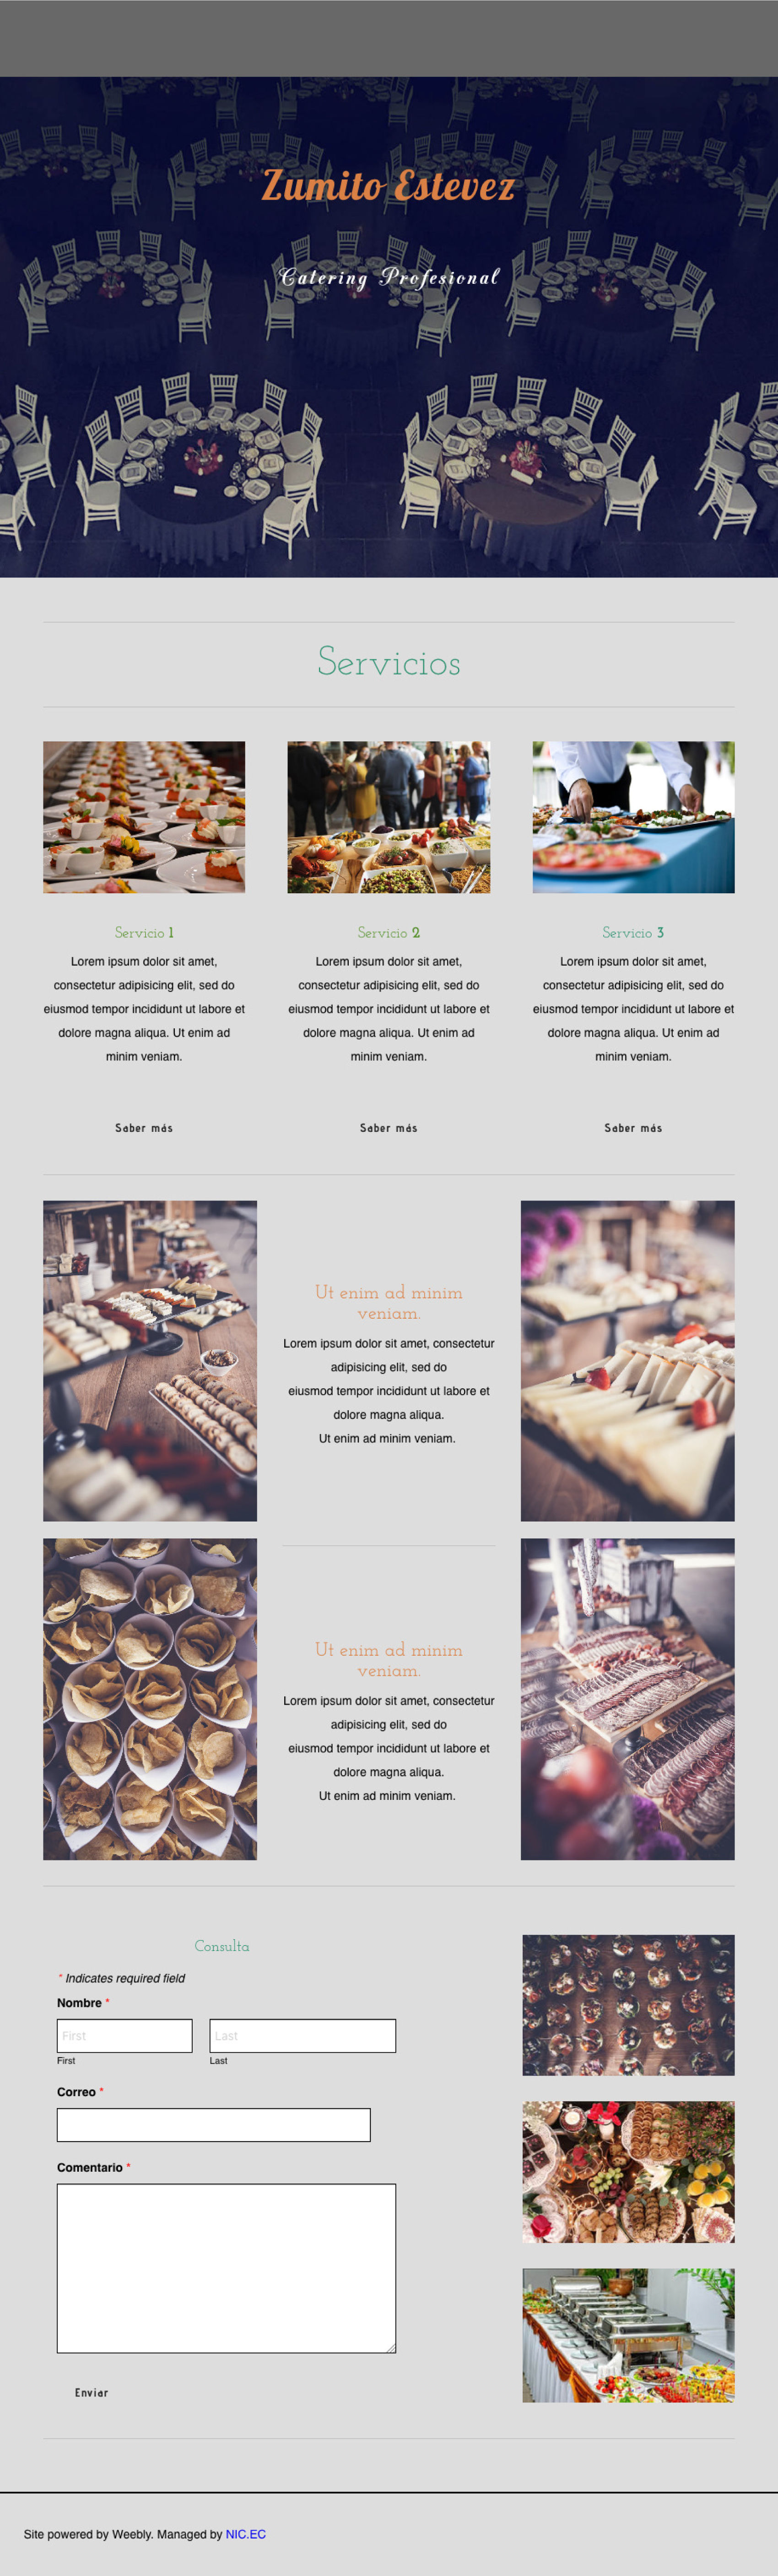 Zumito Estevez
Catering Profesional
Servicios
Servicio 1
Lorem ipsum dolor sit amet,
consectetur adipisicing elit, sed do
eiusmod tempor incididunt ut labore et
dolore magna aliqua. Ut enim ad
minim veniam.
Saber más
Servicio 2
Lorem ipsum dolor sit amet,
consectetur adipisicing elit, sed do
eiusmod tempor incididunt ut labore et
dolore magna aliqua. Ut enim ad
minim veniam.
Saber más
Servicio 3
Lorem ipsum dolor sit amet,
consectetur adipisicing elit, sed do
eiusmod tempor incididunt ut labore et
dolore magna aliqua. Ut enim ad
minim veniam.
Saber más
Ut enim ad minim
veniam.
Lorem ipsum dolor sit amet, consectetur
adipisicing elit, sed do
eiusmod tempor incididunt ut labore et
dolore magna aliqua.
Ut enim ad minim veniam.
Ut enim ad minim
veniam.
Lorem ipsum dolor sit amet, consectetur
adipisicing elit, sed do
eiusmod tempor incididunt ut labore et
dolore magna aliqua.
Ut enim ad minim veniam.
Consulta
* Indicates required field
Nombre *
First
Last
First
Last
Correo *
Comentario *
Enviar
Site powered by Weebly. Managed by NIC.EC